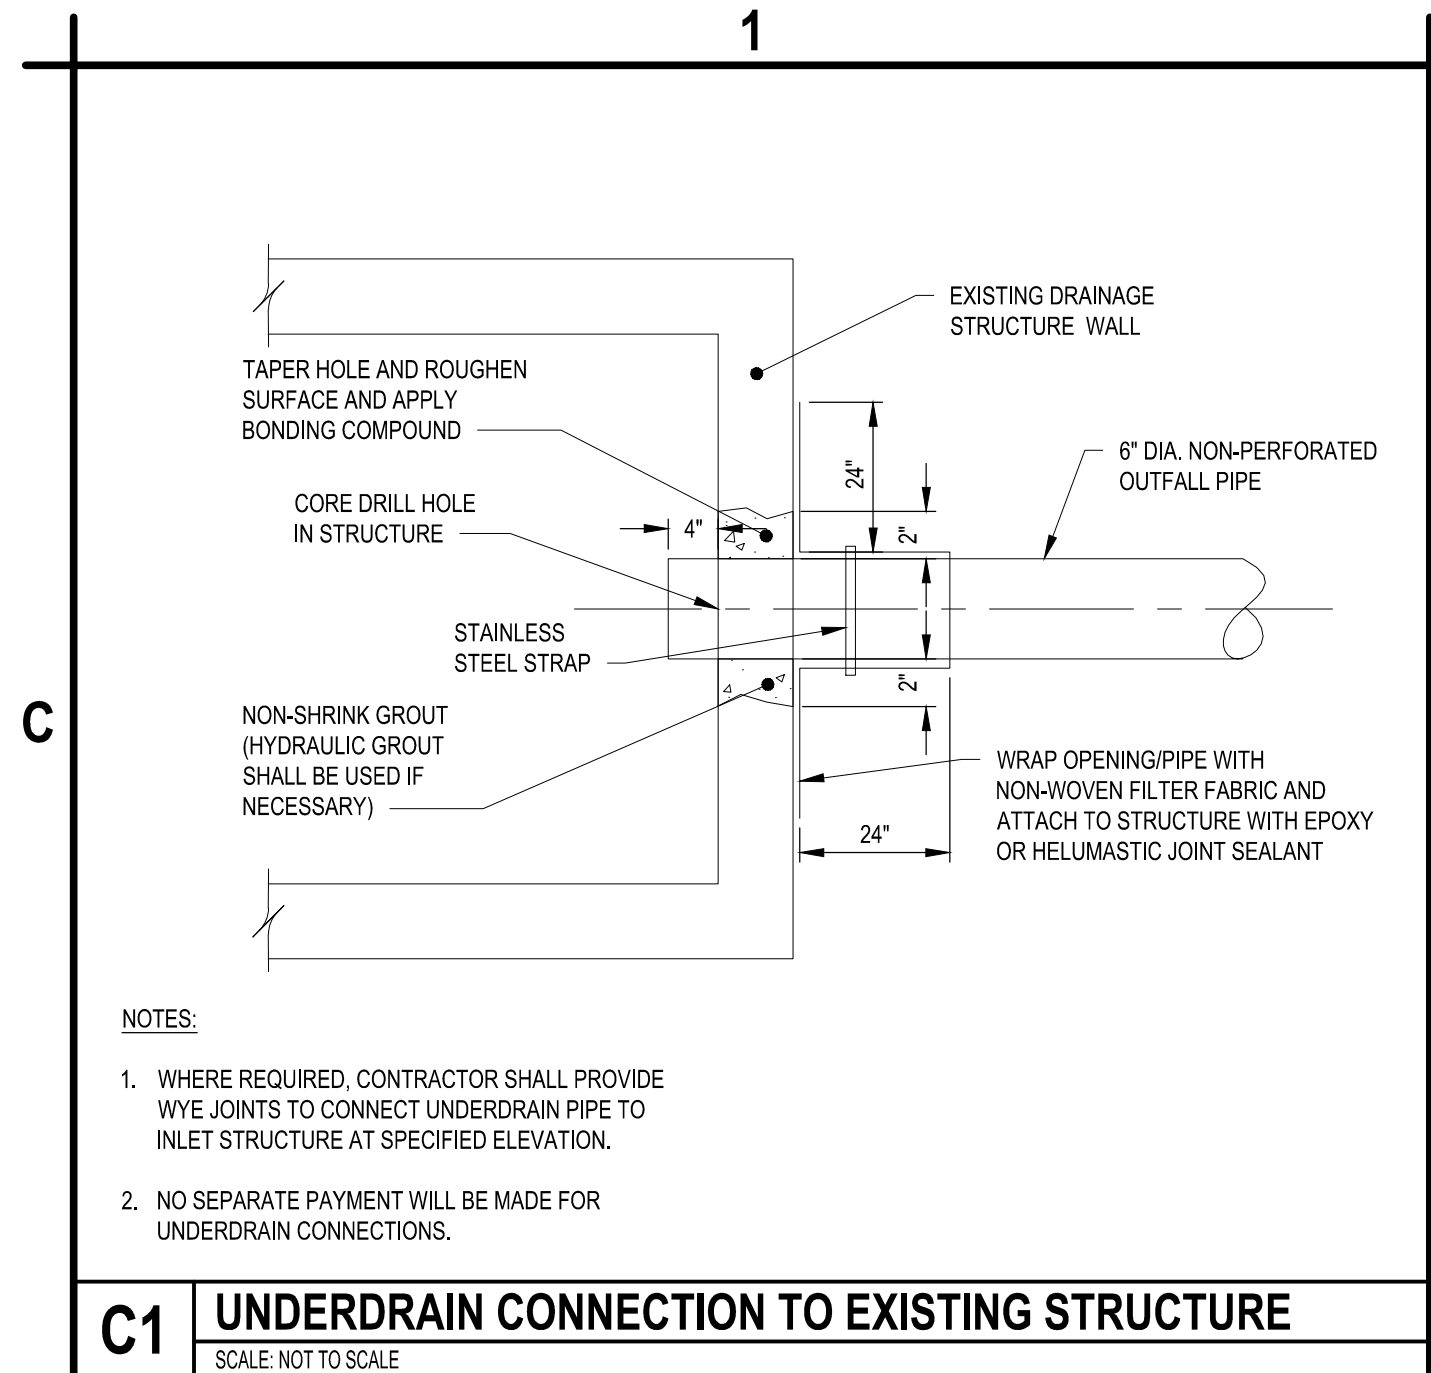 1
C
EXISTING DRAINAGE
STRUCTURE WALL
TAPER HOLE AND ROUGHEN
SURFACE AND APPLY
BONDING COMPOUND
24"
6" DIA. NON-PERFORATED
OUTFALL PIPE
CORE DRILL HOLE
IN STRUCTURE
4"
2"
STAINLESS
STEEL STRAP
2"
NON-SHRINK GROUT
(HYDRAULIC GROUT
SHALL BE USED IF
NECESSARY)
WRAP OPENING/PIPE WITH
NON-WOVEN FILTER FABRIC AND
ATTACH TO STRUCTURE WITH EPOXY
OR HELUMASTIC JOINT SEALANT
24"
NOTES:
1. WHERE REQUIRED, CONTRACTOR SHALL PROVIDE
WYE JOINTS TO CONNECT UNDERDRAIN PIPE TO
INLET STRUCTURE AT SPECIFIED ELEVATION.
2. NO SEPARATE PAYMENT WILL BE MADE FOR
UNDERDRAIN CONNECTIONS.
C1
UNDERDRAIN CONNECTION TO EXISTING STRUCTURE
SCALE: NOT TO SCALE